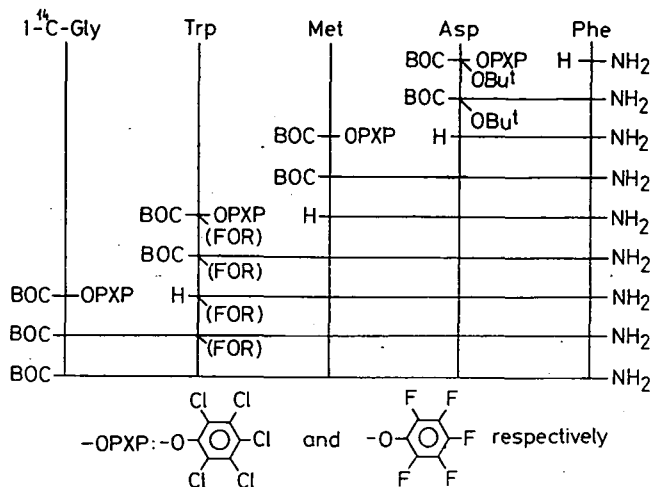 1-¹⁴C-Gly Trp Met Asp Phe
BOC OPXP H NH₂
OBuᵗ
BOC NH₂
OBuᵗ
BOC OPXP H NH₂
BOC NH₂
BOC OPXP H NH₂
(FOR)
BOC NH₂
(FOR)
BOC OPXP H NH₂
(FOR)
BOC NH₂
(FOR)
BOC NH₂
Cl Cl F F
-OPXP:-O Cl and -O F respectively
Cl Cl F F